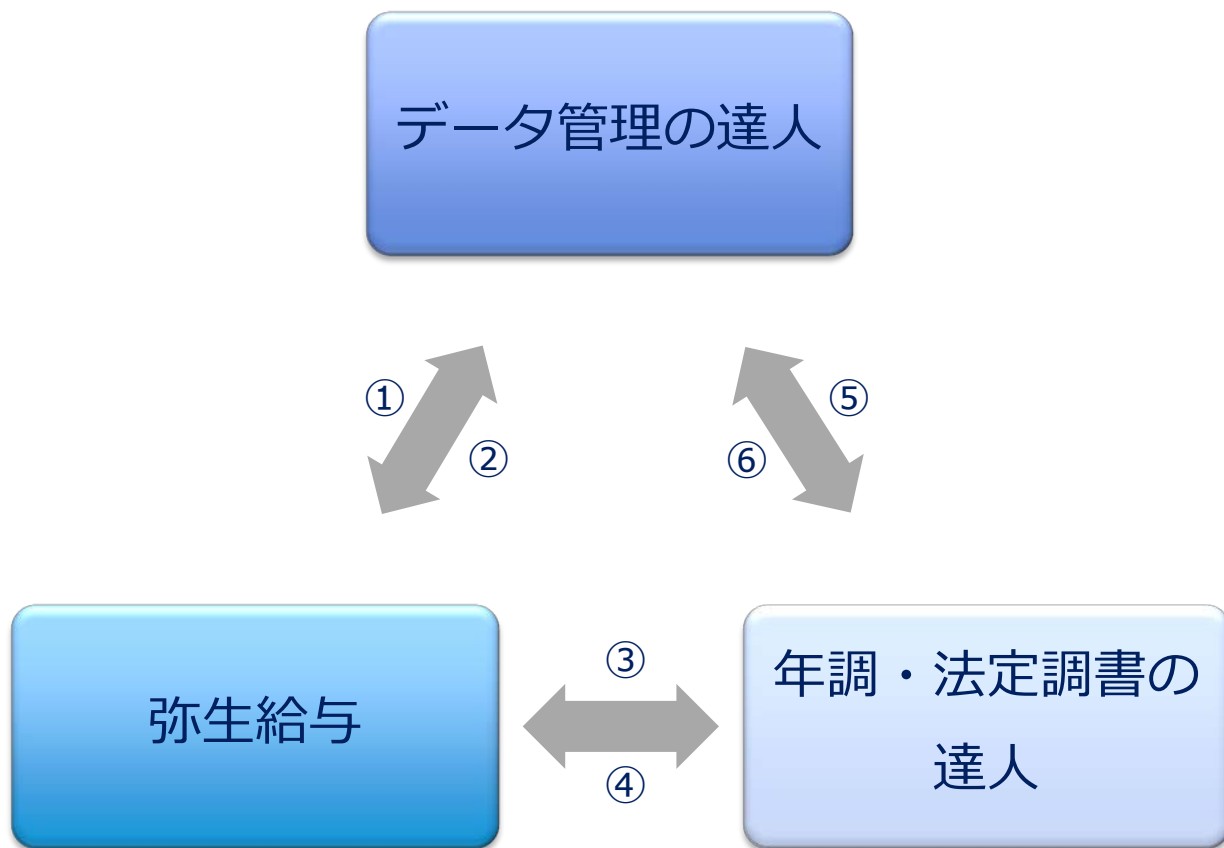 データ管理の達人
①
⑤
②
⑥
弥生給与
③
④
年調・法定調書の
達人